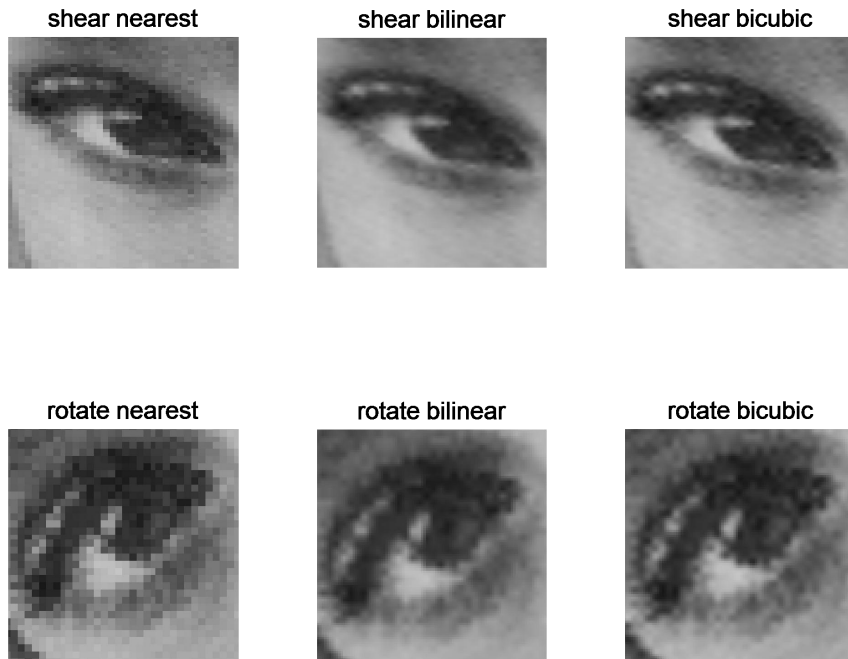 shear nearest
shear bilinear
shear bicubic
rotate nearest
rotate bilinear
rotate bicubic